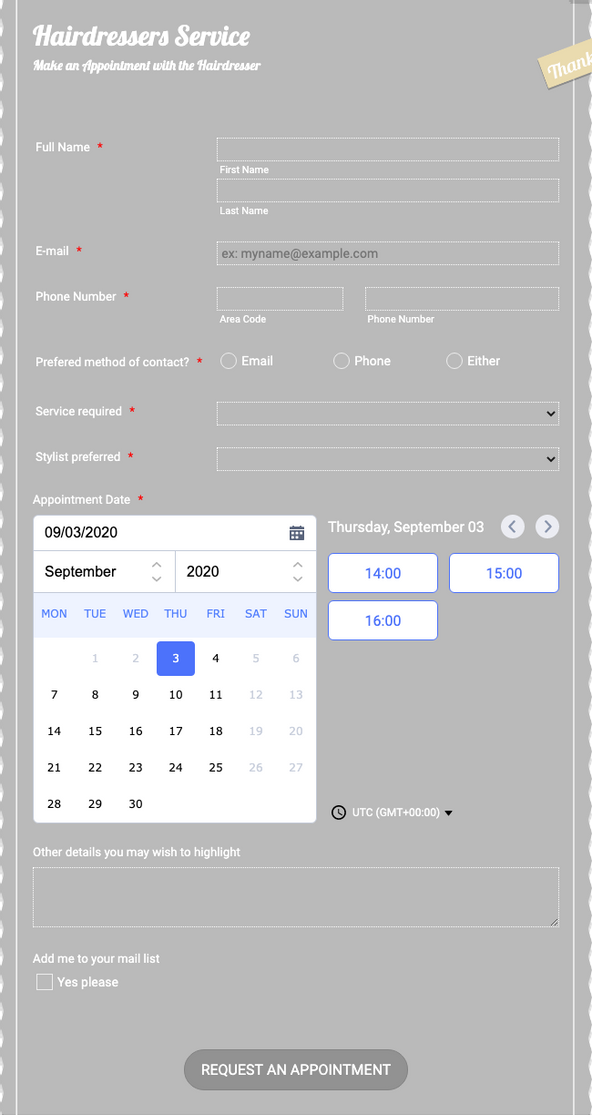 Hairdressers Service
Make an Appointment with the Hairdresser
Thank
Full Name *
First Name
Last Name
E-mail *
ex: myname@example.com
Phone Number *
Area Code Phone Number
Prefered method of contact? * Email Phone Either
Service required *
Stylist preferred *
Appointment Date *
09/03/2020
September 2020
MON TUE WED THU FRI SAT SUN
1 2 3 4 5 6
7 8 9 10 11 12 13
14 15 16 17 18 19 20
21 22 23 24 25 26 27
28 29 30
Thursday, September 03
14:00 15:00
16:00
UTC (GMT+00:00)
Other details you may wish to highlight
Add me to your mail list
Yes please
REQUEST AN APPOINTMENT